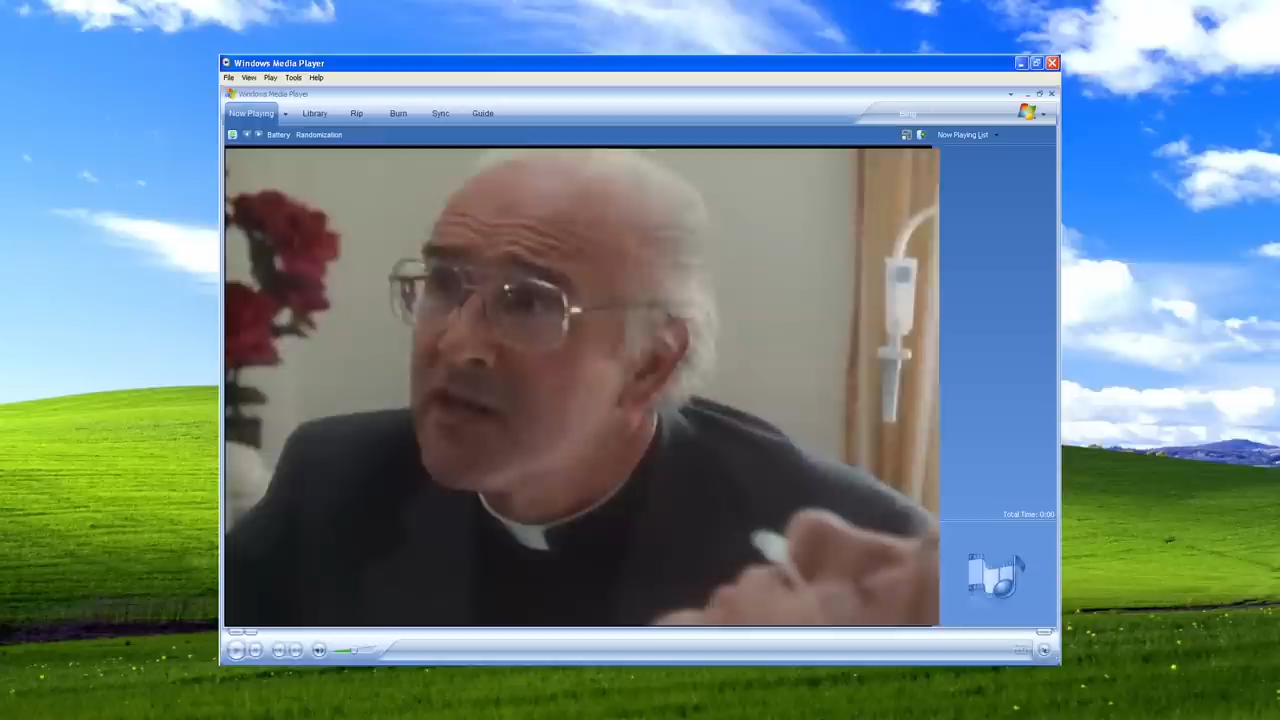 Windows Media Player
File View Play Tools Help
Windows Media Player
Now Playing Library Rip Burn Sync Guide Bing
Battery Randomization Now Playing List
Total Time: 0:00